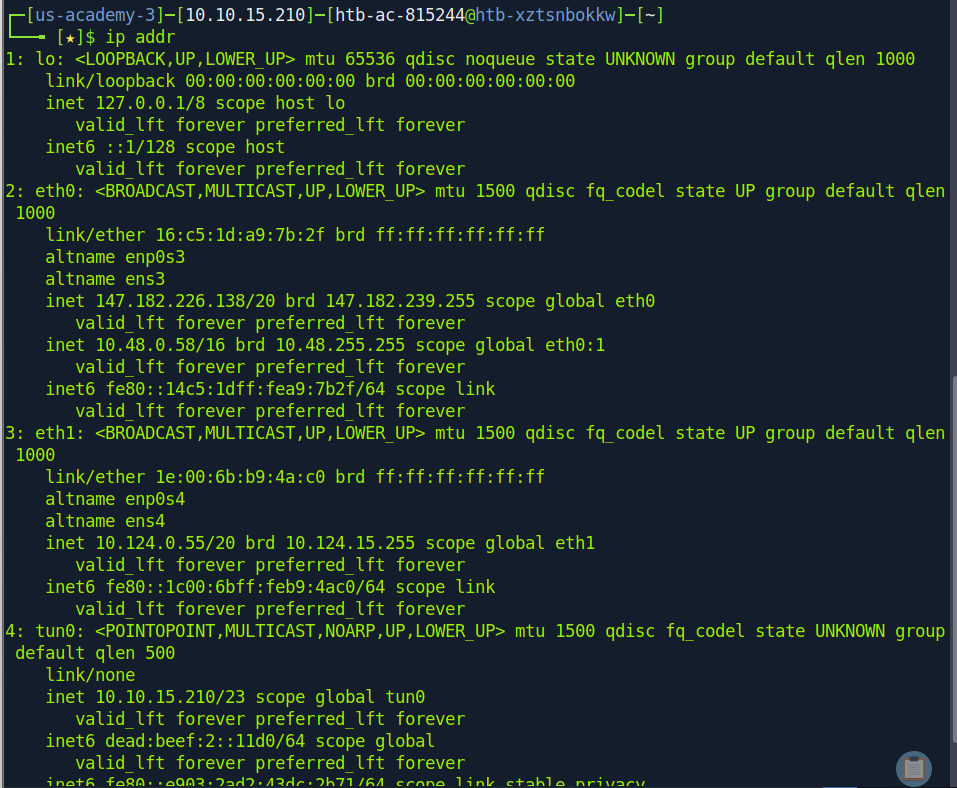 ┌─[us-academy-3]─[10.10.15.210]─[htb-ac-815244@htb-xztsnbokkw]─[~]
└──╼ [★]$ ip addr
1: lo: <LOOPBACK,UP,LOWER_UP> mtu 65536 qdisc noqueue state UNKNOWN group default qlen 1000
    link/loopback 00:00:00:00:00:00 brd 00:00:00:00:00:00
    inet 127.0.0.1/8 scope host lo
       valid_lft forever preferred_lft forever
    inet6 ::1/128 scope host
       valid_lft forever preferred_lft forever
2: eth0: <BROADCAST,MULTICAST,UP,LOWER_UP> mtu 1500 qdisc fq_codel state UP group default qlen
 1000
    link/ether 16:c5:1d:a9:7b:2f brd ff:ff:ff:ff:ff:ff
    altname enp0s3
    altname ens3
    inet 147.182.226.138/20 brd 147.182.239.255 scope global eth0
       valid_lft forever preferred_lft forever
    inet 10.48.0.58/16 brd 10.48.255.255 scope global eth0:1
       valid_lft forever preferred_lft forever
    inet6 fe80::14c5:1dff:fea9:7b2f/64 scope link
       valid_lft forever preferred_lft forever
3: eth1: <BROADCAST,MULTICAST,UP,LOWER_UP> mtu 1500 qdisc fq_codel state UP group default qlen
 1000
    link/ether 1e:00:6b:b9:4a:c0 brd ff:ff:ff:ff:ff:ff
    altname enp0s4
    altname ens4
    inet 10.124.0.55/20 brd 10.124.15.255 scope global eth1
       valid_lft forever preferred_lft forever
    inet6 fe80::1c00:6bff:feb9:4ac0/64 scope link
       valid_lft forever preferred_lft forever
4: tun0: <POINTOPOINT,MULTICAST,NOARP,UP,LOWER_UP> mtu 1500 qdisc fq_codel state UNKNOWN group
 default qlen 500
    link/none
    inet 10.10.15.210/23 scope global tun0
       valid_lft forever preferred_lft forever
    inet6 dead:beef:2::11d0/64 scope global
       valid_lft forever preferred_lft forever
    inet6 fe80::e903:2ad2:43dc:2b71/64 scope link stable-privacy